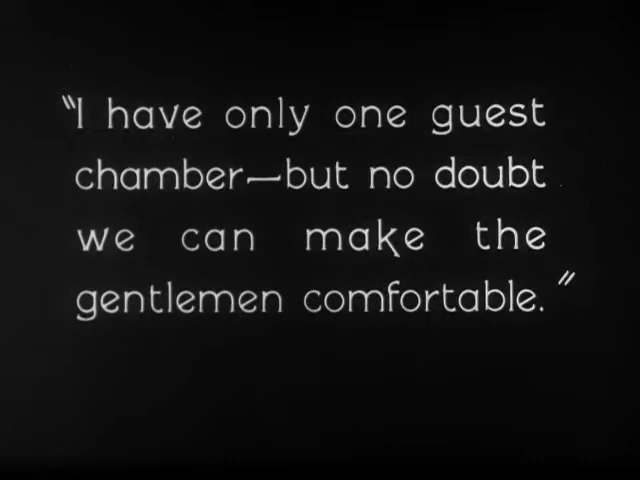 "I have only one guest
chamber—but no doubt
we can make the
gentlemen comfortable."